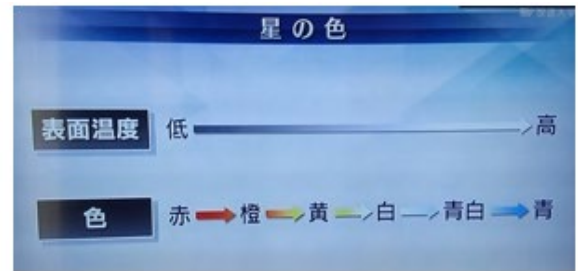 星の色
表面温度 低 高
色 赤 橙 黄 白 青白 青